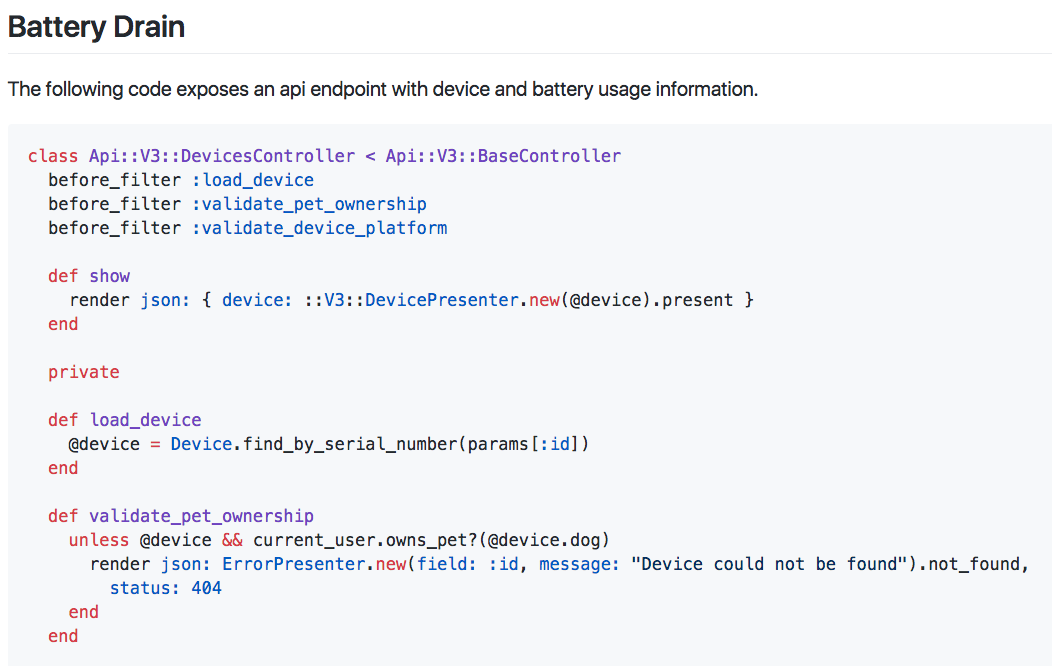 Battery Drain
The following code exposes an api endpoint with device and battery usage information.
class Api::V3::DevicesController < Api::V3::BaseController
  before_filter :load_device
  before_filter :validate_pet_ownership
  before_filter :validate_device_platform

  def show
    render json: { device: ::V3::DevicePresenter.new(@device).present }
  end

  private

  def load_device
    @device = Device.find_by_serial_number(params[:id])
  end

  def validate_pet_ownership
    unless @device && current_user.owns_pet?(@device.dog)
      render json: ErrorPresenter.new(field: :id, message: "Device could not be found").not_found,
        status: 404
    end
  end